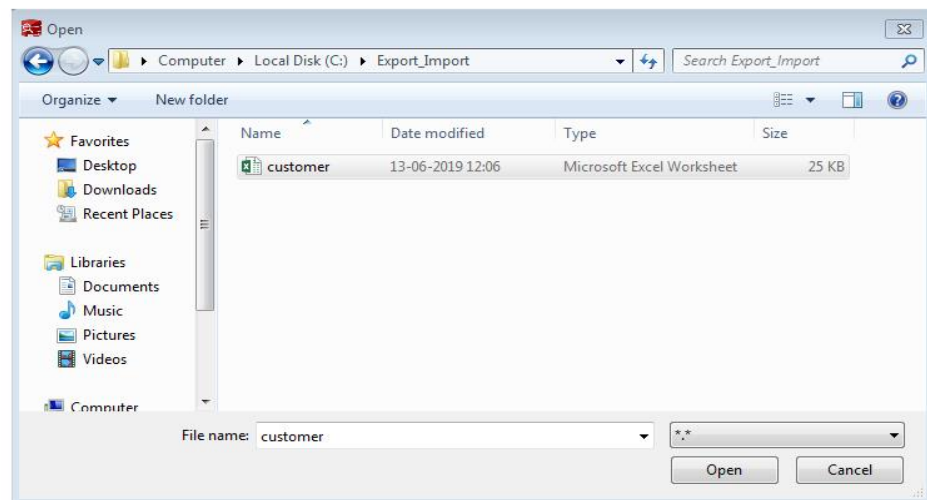 Open
Computer Local Disk (C:) Export_Import Search Export_Import
Organize New folder
Name Date modified Type Size
customer 13-06-2019 12:06 Microsoft Excel Worksheet 25 KB
Favorites
Desktop
Downloads
Recent Places
Libraries
Documents
Music
Pictures
Videos
Computer
File name: customer *.*
Open Cancel